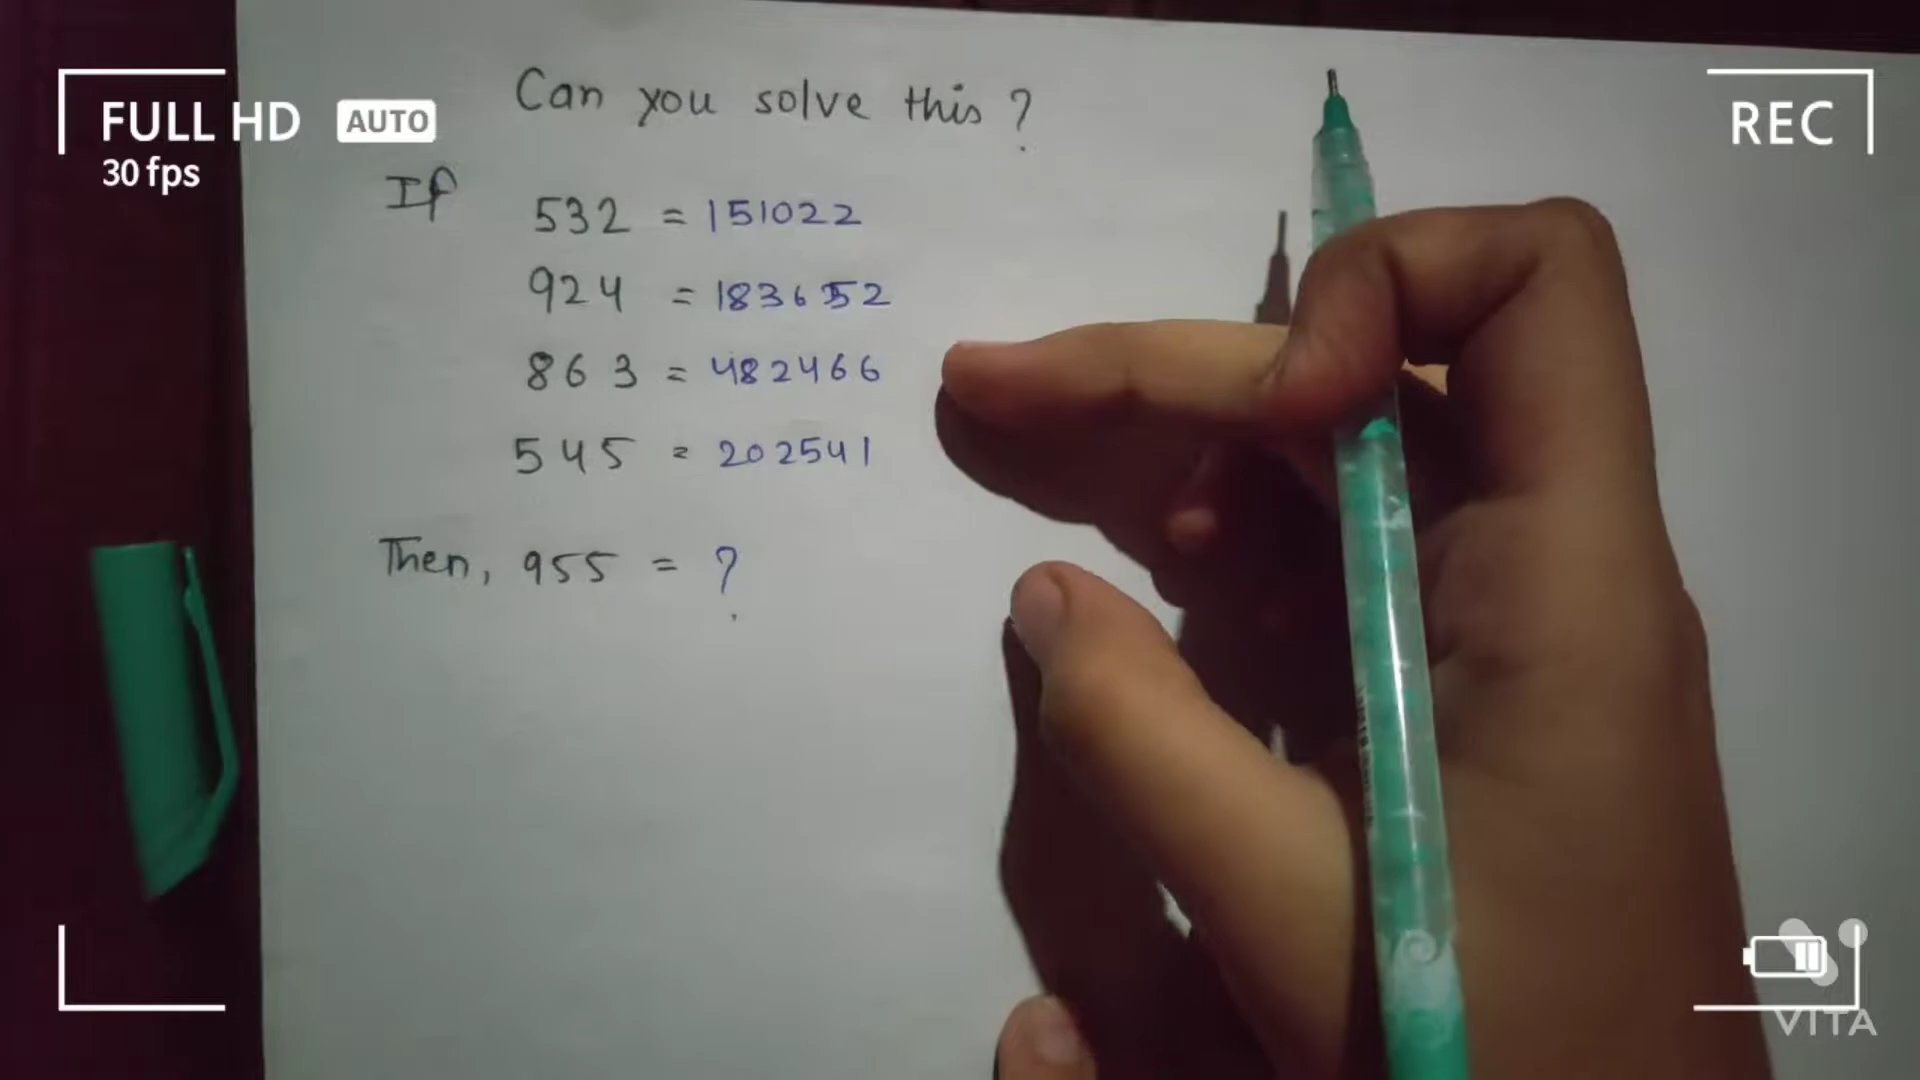 Can you solve this?
FULL HD AUTO
REC
30 fps
If 532 = 151022
924 = 183652
863 = 482466
545 = 202541
Then, 955 = ?
VITA